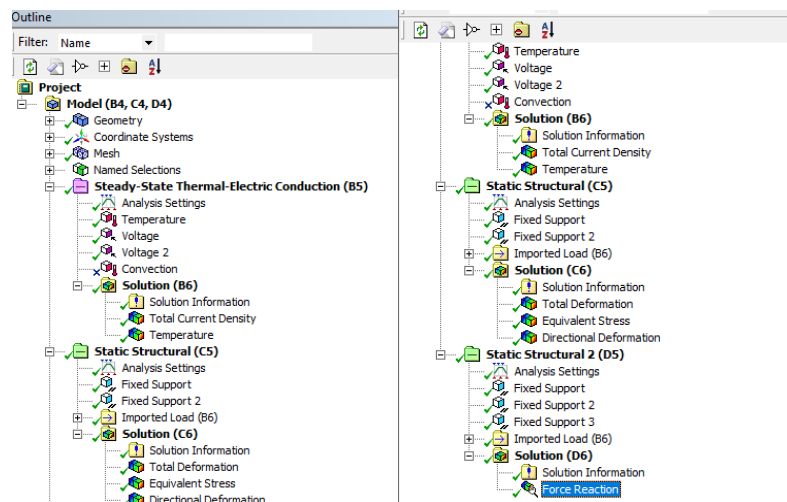 Outline
Filter: Name
Project
Model (B4, C4, D4)
Geometry
Coordinate Systems
Mesh
Named Selections
Steady-State Thermal-Electric Conduction (B5)
Analysis Settings
Temperature
Voltage
Voltage 2
Convection
Solution (B6)
Solution Information
Total Current Density
Temperature
Static Structural (C5)
Analysis Settings
Fixed Support
Fixed Support 2
Imported Load (B6)
Solution (C6)
Solution Information
Total Deformation
Equivalent Stress
Directional Deformation
Temperature
Voltage
Voltage 2
Convection
Solution (B6)
Solution Information
Total Current Density
Temperature
Static Structural (C5)
Analysis Settings
Fixed Support
Fixed Support 2
Imported Load (B6)
Solution (C6)
Solution Information
Total Deformation
Equivalent Stress
Directional Deformation
Static Structural 2 (D5)
Analysis Settings
Fixed Support
Fixed Support 2
Fixed Support 3
Imported Load (B6)
Solution (D6)
Solution Information
Force Reaction